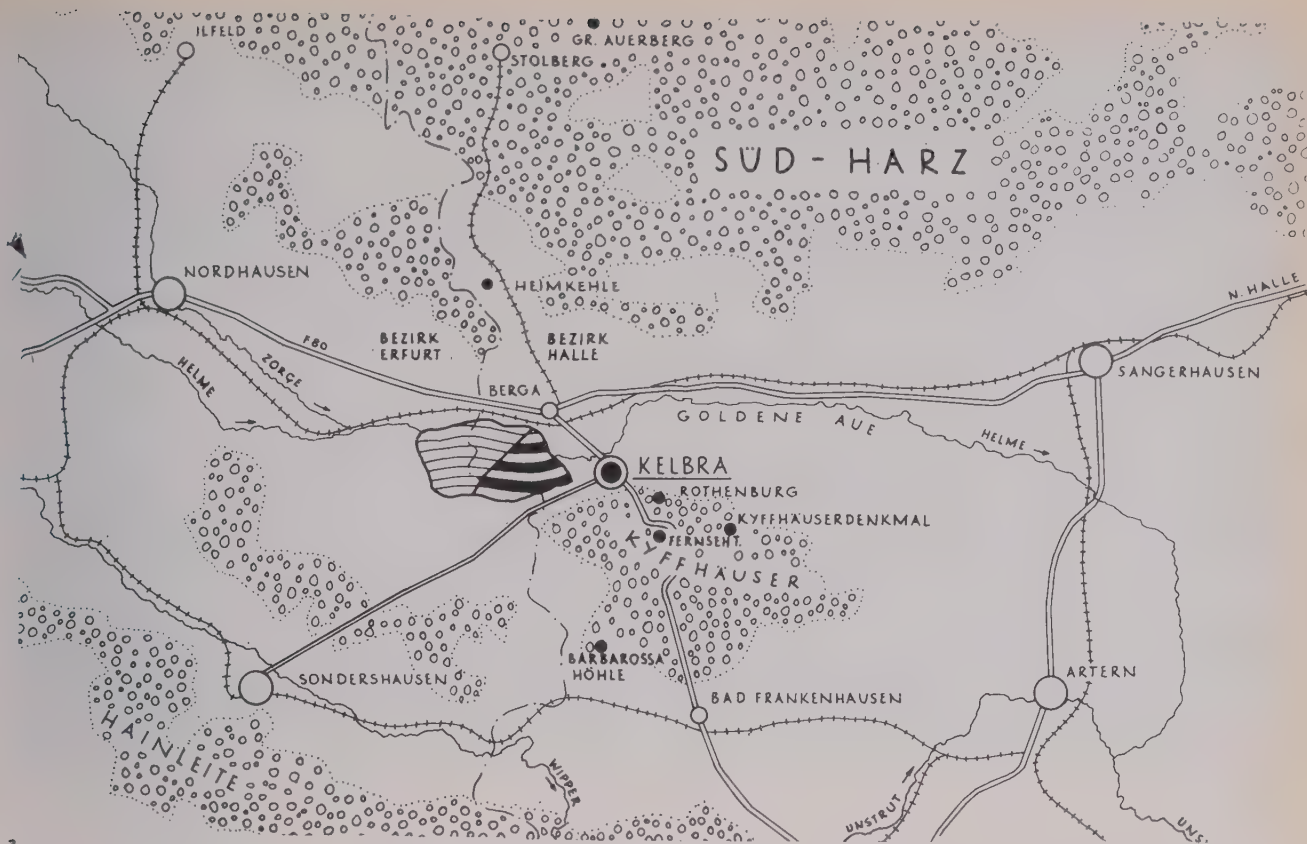 ILFELD
GR. AUERBERG
STOLBERG
SÜD - HARZ
NORDHAUSEN
HEIMKEHLE
N. HALLE
F80
BEZIRK
ERFURT
BEZIRK
HALLE
ZORGE
HELME
SANGERHAUSEN
BERGA
GOLDENE AUE
HELME
KELBRA
ROTHENBURG
KYFFHÄUSERDENKMAL
FERNSEHT.
KYFFHÄUSER
BARBAROSSA
HÖHLE
SONDERSHAUSEN
ARTERN
BAD FRANKENHAUSEN
HAINLEITE
WIPPER
UNSTRUT
UNS